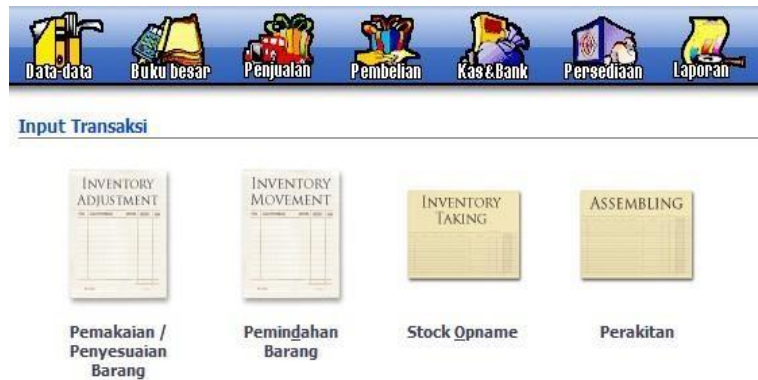 Data-data Buku besar Penjualan Pembelian Kas & Bank Persediaan Laporan
Input Transaksi
INVENTORY ADJUSTMENT
INVENTORY MOVEMENT
INVENTORY TAKING
ASSEMBLING
Pemakaian / Penyesuaian Barang
Pemindahan Barang
Stock Opname
Perakitan